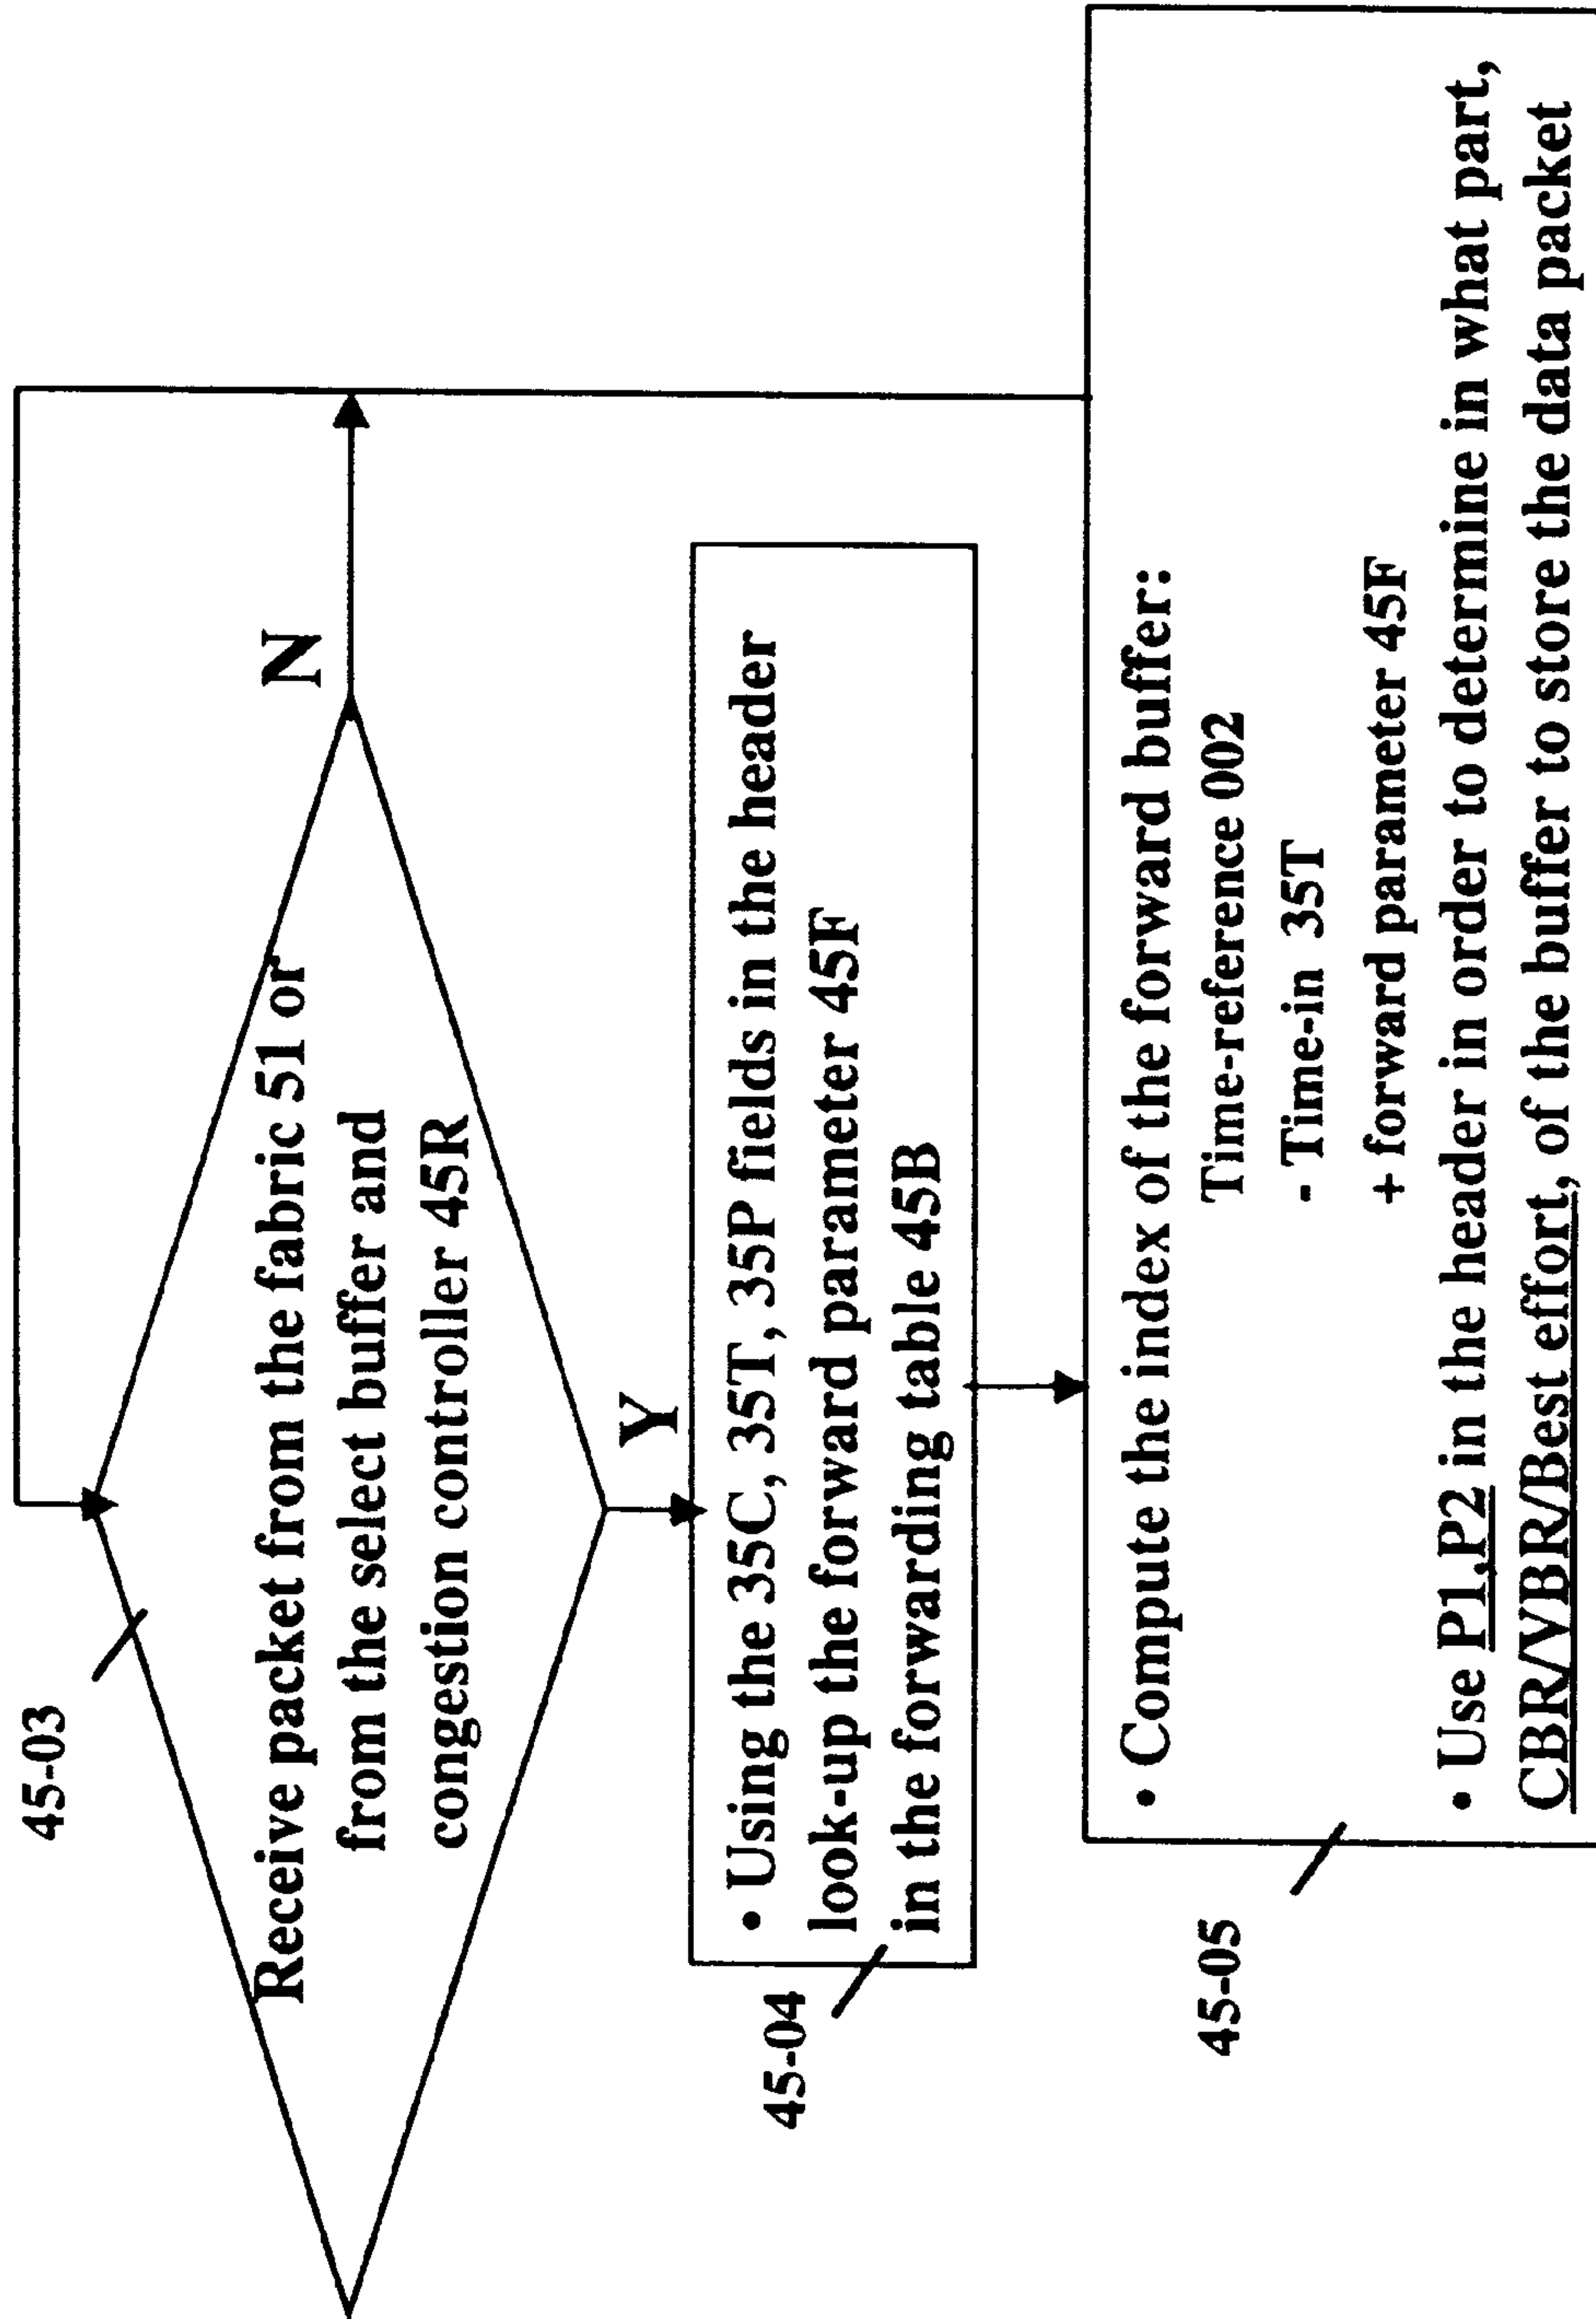 45-03
Receive packet from the fabric 51 or
from the select buffer and
congestion controller 45R
N
Y
45-04
• Using the 35C, 35T, 35P fields in the header
look-up the forward parameter 45F
in the forwarding table 45B
45-05
• Compute the index of the forward buffer:
Time-reference 002
- Time-in 35T
+ forward parameter 45F
• Use P1,P2 in the header in order to determine in what part,
CBR/VBR/Best effort, of the buffer to store the data packet